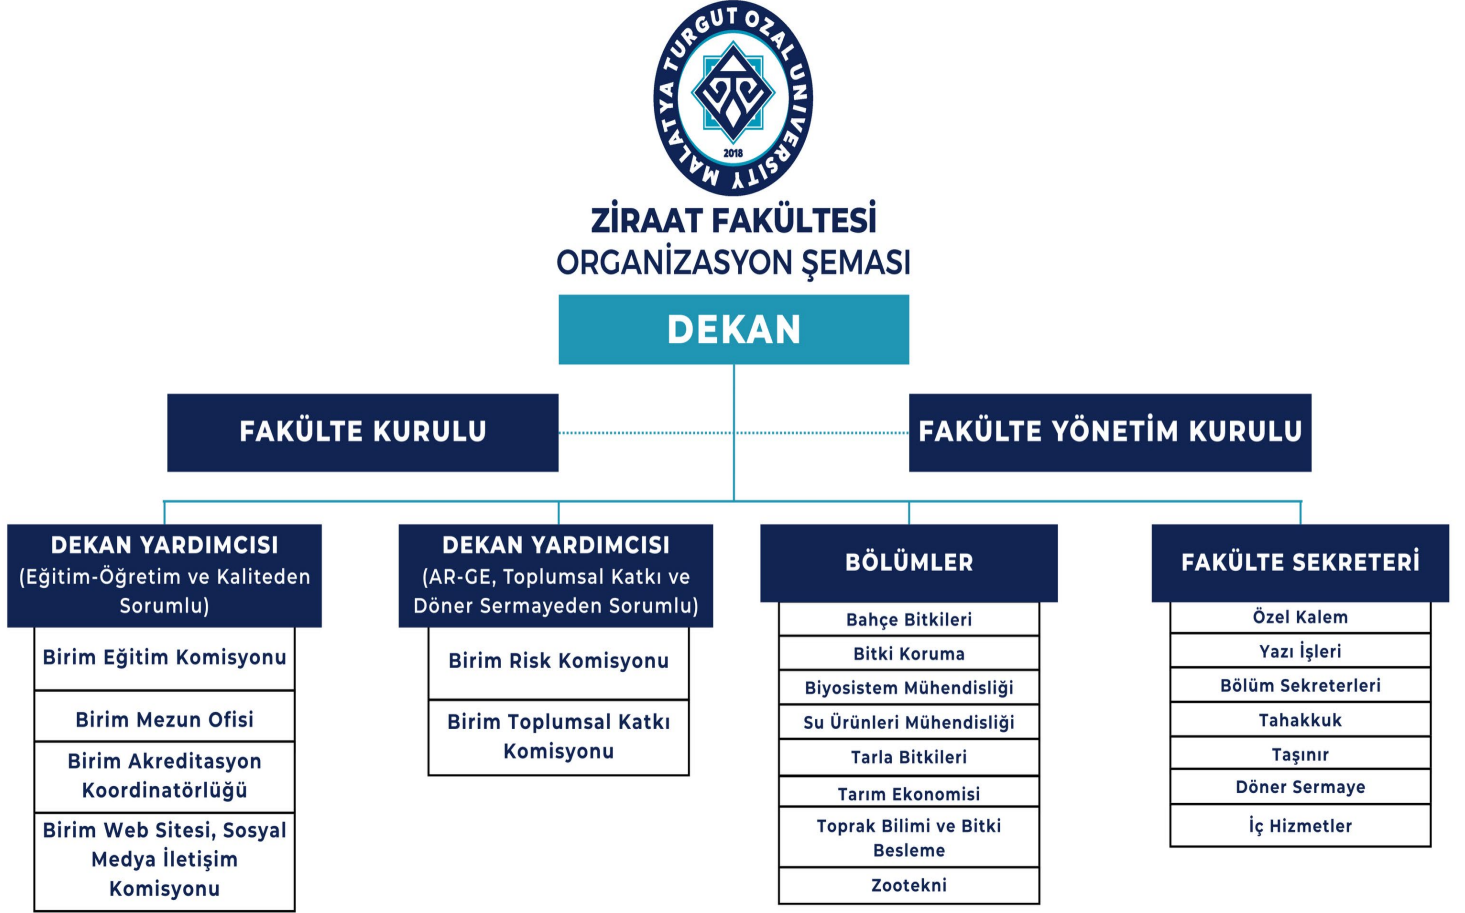 MALATYA TURGUT OZAL UNIVERSITY
2018
ZİRAAT FAKÜLTESİ
ORGANİZASYON ŞEMASI
DEKAN
FAKÜLTE KURULU
FAKÜLTE YÖNETİM KURULU
DEKAN YARDIMCISI
(Eğitim-Öğretim ve Kaliteden
Sorumlu)
Birim Eğitim Komisyonu
Birim Mezun Ofisi
Birim Akreditasyon
Koordinatörlüğü
Birim Web Sitesi, Sosyal
Medya İletişim
Komisyonu
DEKAN YARDIMCISI
(AR-GE, Toplumsal Katkı ve
Döner Sermayeden Sorumlu)
Birim Risk Komisyonu
Birim Toplumsal Katkı
Komisyonu
BÖLÜMLER
Bahçe Bitkileri
Bitki Koruma
Biyosistem Mühendisliği
Su Ürünleri Mühendisliği
Tarla Bitkileri
Tarım Ekonomisi
Toprak Bilimi ve Bitki
Besleme
Zootekni
FAKÜLTE SEKRETERİ
Özel Kalem
Yazı İşleri
Bölüm Sekreterleri
Tahakkuk
Taşınır
Döner Sermaye
İç Hizmetler